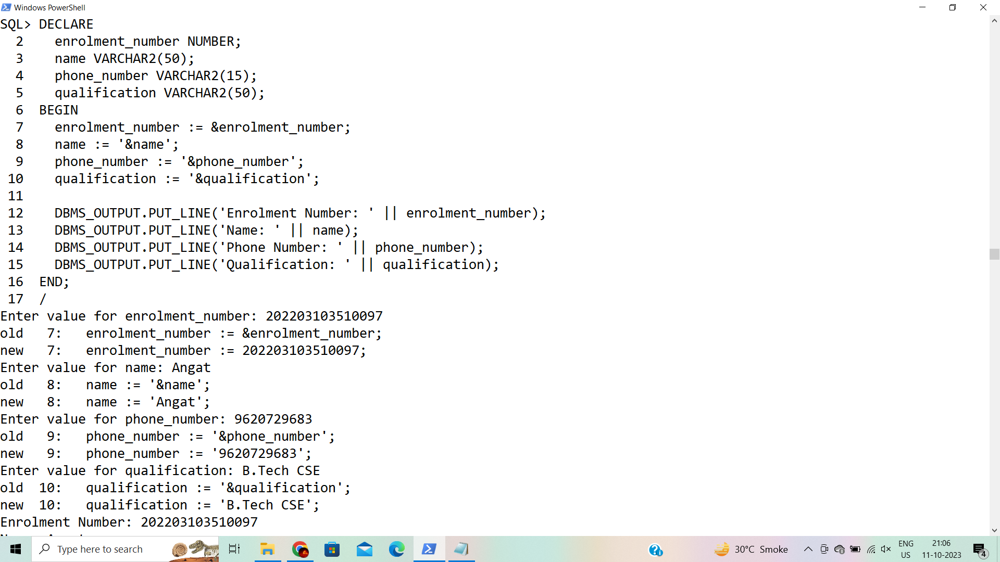 Windows PowerShell
SQL> DECLARE
  2    enrolment_number NUMBER;
  3    name VARCHAR2(50);
  4    phone_number VARCHAR2(15);
  5    qualification VARCHAR2(50);
  6  BEGIN
  7    enrolment_number := &enrolment_number;
  8    name := '&name';
  9    phone_number := '&phone_number';
 10    qualification := '&qualification';
 11
 12    DBMS_OUTPUT.PUT_LINE('Enrolment Number: ' || enrolment_number);
 13    DBMS_OUTPUT.PUT_LINE('Name: ' || name);
 14    DBMS_OUTPUT.PUT_LINE('Phone Number: ' || phone_number);
 15    DBMS_OUTPUT.PUT_LINE('Qualification: ' || qualification);
 16  END;
 17  /
Enter value for enrolment_number: 202203103510097
old   7:   enrolment_number := &enrolment_number;
new   7:   enrolment_number := 202203103510097;
Enter value for name: Angat
old   8:   name := '&name';
new   8:   name := 'Angat';
Enter value for phone_number: 9620729683
old   9:   phone_number := '&phone_number';
new   9:   phone_number := '9620729683';
Enter value for qualification: B.Tech CSE
old  10:   qualification := '&qualification';
new  10:   qualification := 'B.Tech CSE';
Enrolment Number: 202203103510097
Type here to search
30°C Smoke
ENG
US
21:06
11-10-2023
4